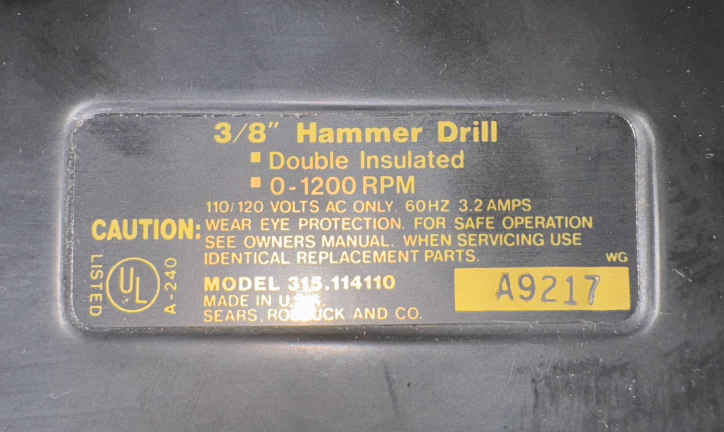 3/8" Hammer Drill
▪ Double Insulated
▪ 0-1200 RPM
110/120 VOLTS AC ONLY, 60HZ 3.2 AMPS
CAUTION: WEAR EYE PROTECTION. FOR SAFE OPERATION
SEE OWNERS MANUAL. WHEN SERVICING USE
IDENTICAL REPLACEMENT PARTS.
WG
LISTED
UL
A-240
MODEL 315.114110
A9217
MADE IN
SEARS, AND CO.